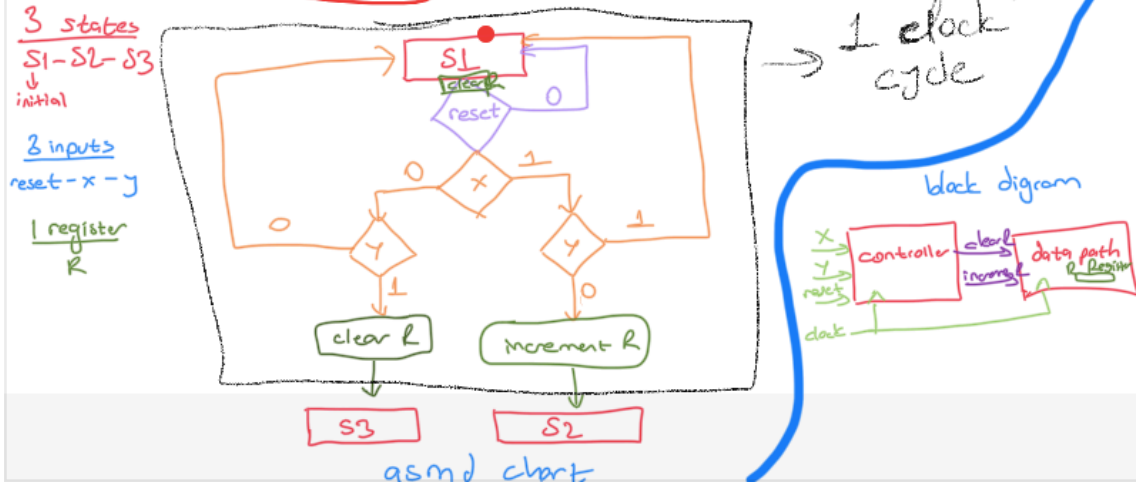 3 states
S1-S2-S3
initial
3 inputs
reset-x-y
1 register
R
S1
clear R
reset
0
X
0
1
Y
0
1
Y
1
0
clear R
increment R
S3
S2
asmd chart
1 clock
cycle
block digram
X
Y
reset
clock
controller
clear R
increme R
data path
R Register